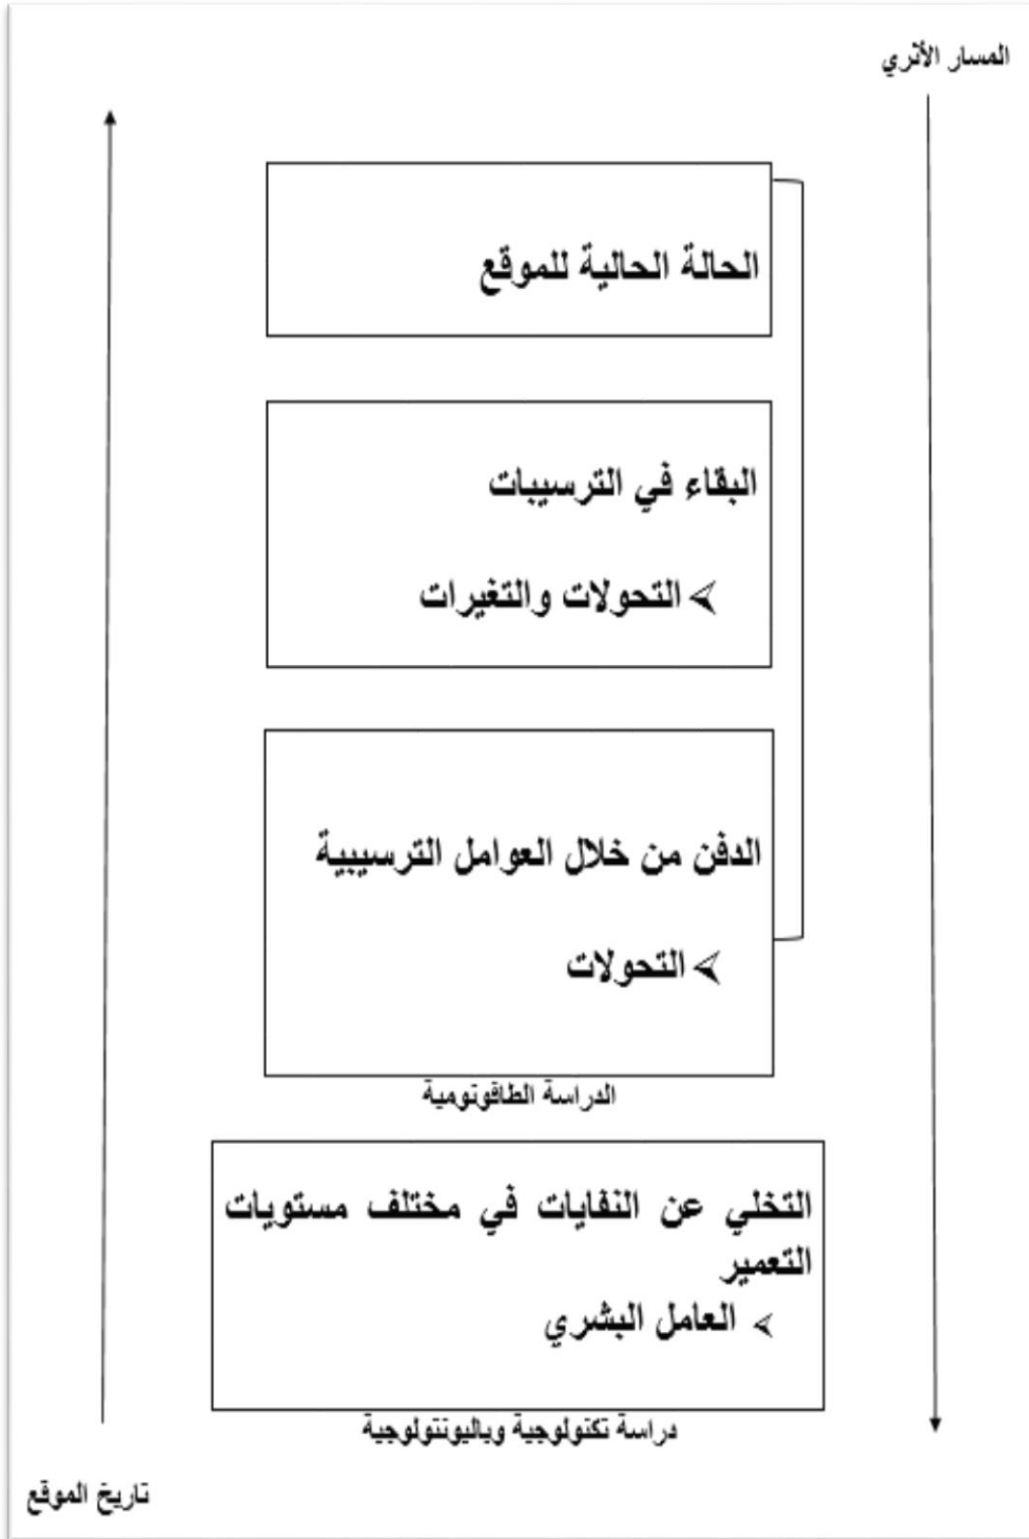 المسار الأثري
الحالة الحالية للموقع
البقاء في الترسيبات
➢ التحولات والتغيرات
الدفن من خلال العوامل الترسيبية
➢ التحولات
الدراسة الطافوتومية
التخلي عن النفايات في مختلف مستويات
التعمير
➢ العامل البشري
دراسة تكنولوجية وباليونتولوجية
تاريخ الموقع